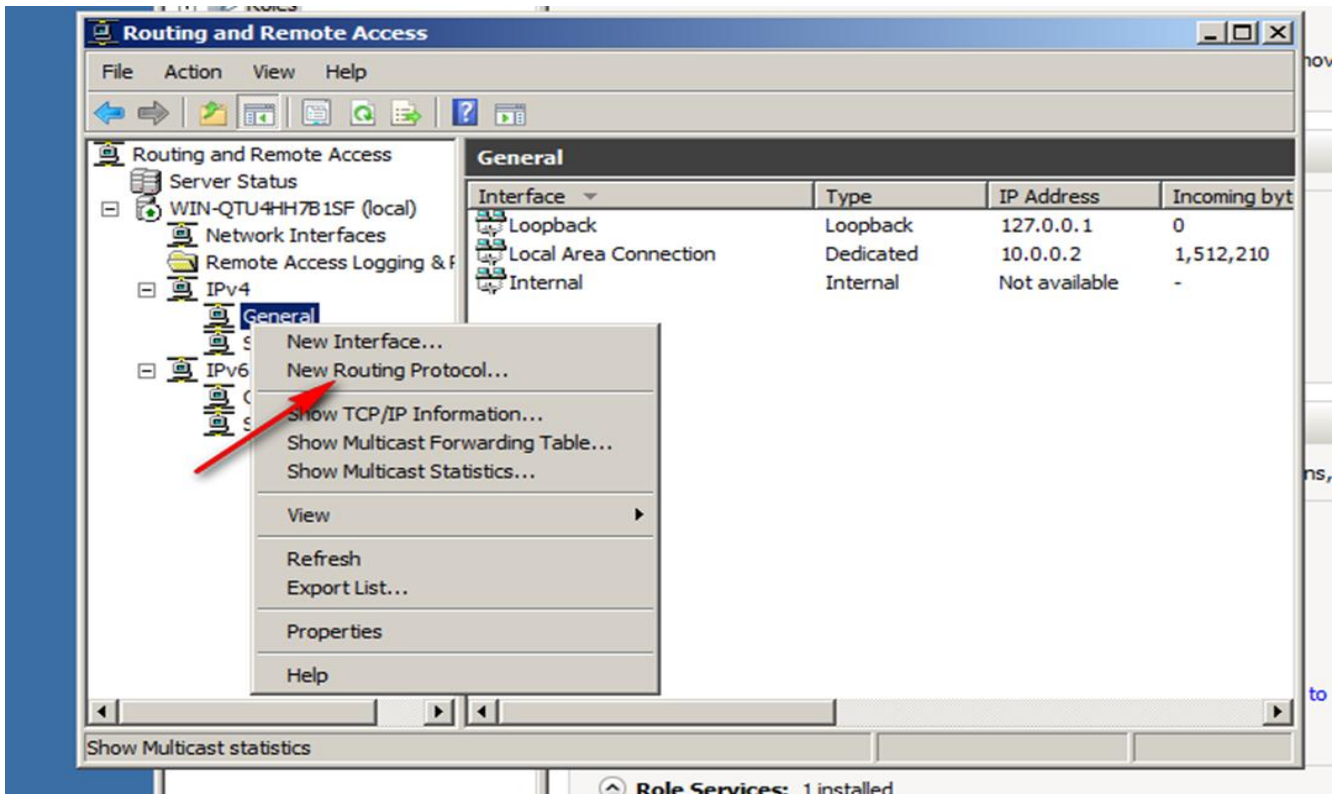 Roles
Routing and Remote Access
File Action View Help
Routing and Remote Access
Server Status
WIN-QTU4HH7B1SF (local)
Network Interfaces
Remote Access Logging &
IPv4
General
IPv6
General
Interface Type IP Address Incoming byt
Loopback Loopback 127.0.0.1 0
Local Area Connection Dedicated 10.0.0.2 1,512,210
Internal Internal Not available -
New Interface...
New Routing Protocol...
Show TCP/IP Information...
Show Multicast Forwarding Table...
Show Multicast Statistics...
View
Refresh
Export List...
Properties
Help
Show Multicast statistics
to
Role Services: 1 installed